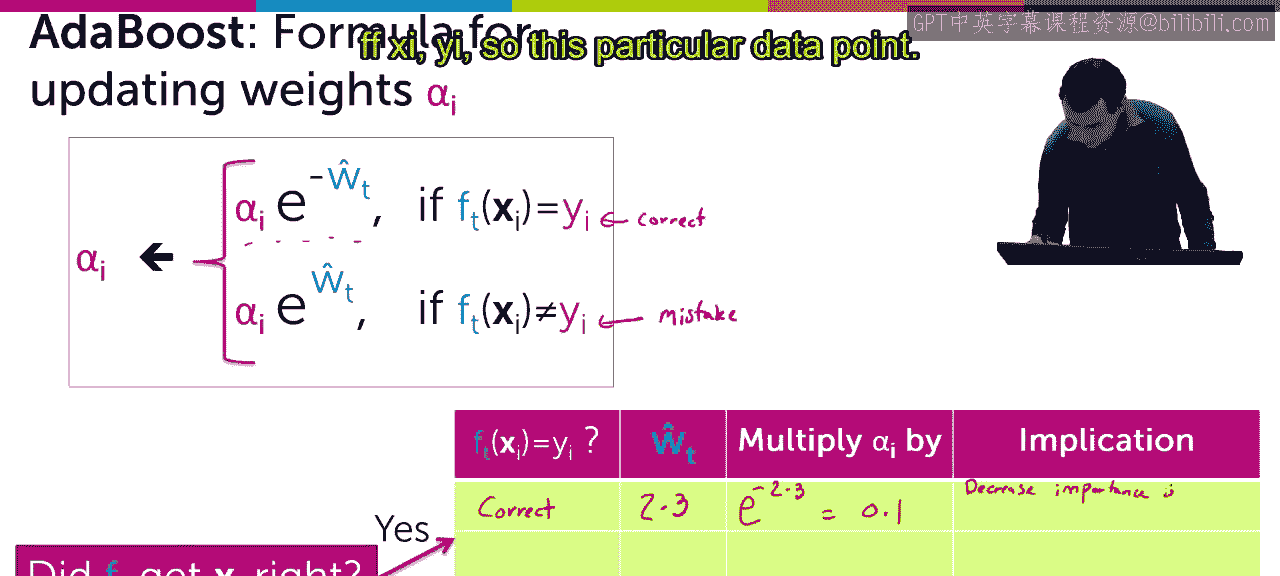 AdaBoost: Formula for
updating weights αi
ff xi, yi, so this particular data point.
GPT中英字幕课程资源@bilibili.com
αi ← { αi e^-ŵt, if ft(xi)=yi ← correct
αi e^ŵt, if ft(xi)≠yi ← mistake
ft(xi)=yi ? ŵt Multiply αi by Implication
Correct 2.3 e^-2.3 = 0.1 Decrease importance
Yes
Did ft get xi right?